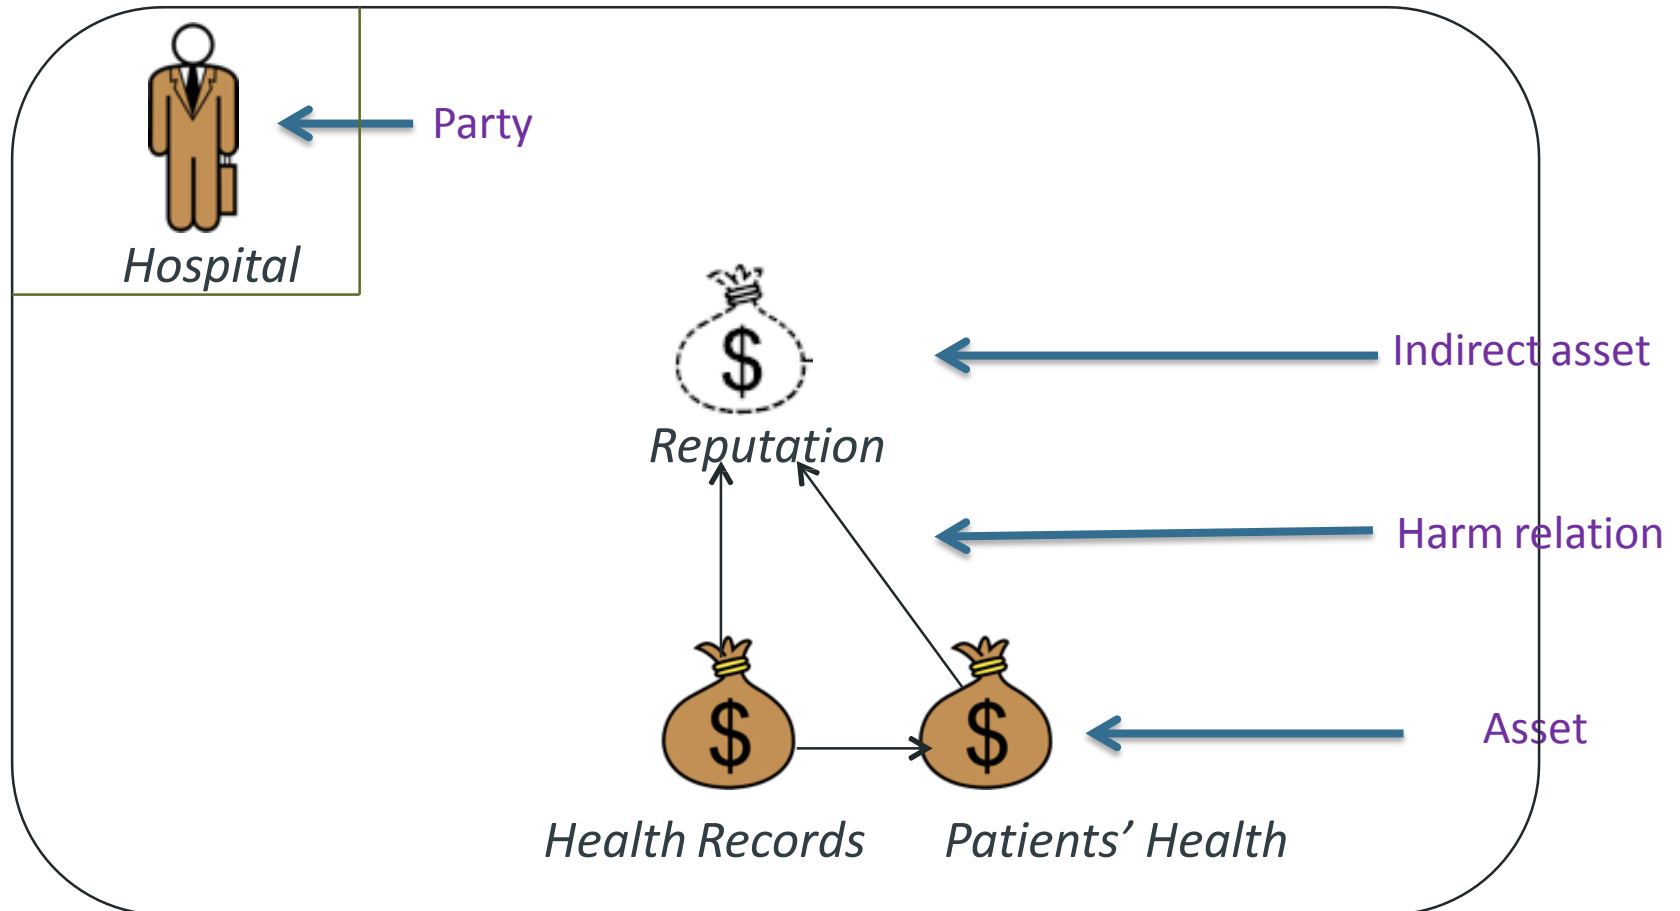 Party
Hospital
$
Indirect asset
Reputation
Harm relation
$
$
Asset
Health Records
Patients’ Health